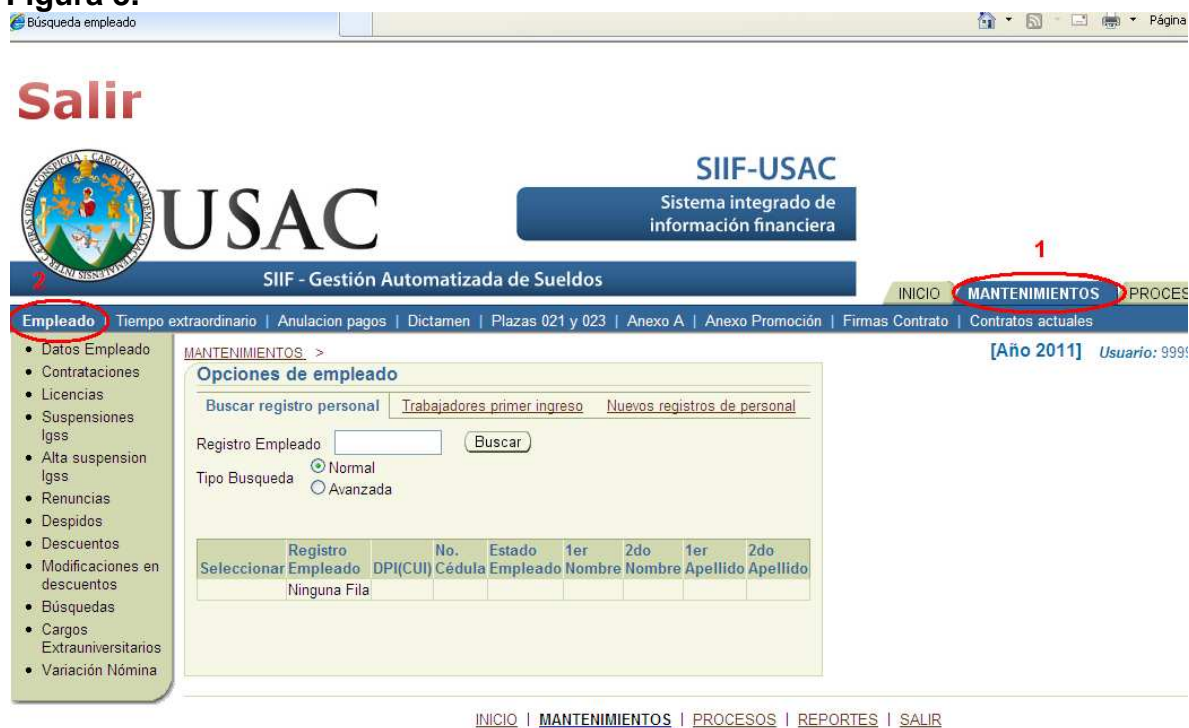 Búsqueda empleado
Página
Salir
USAC
SIIF-USAC
Sistema integrado de
información financiera
SIIF - Gestión Automatizada de Sueldos
1
2
INICIO MANTENIMIENTOS PROCES
Empleado | Tiempo extraordinario | Anulacion pagos | Dictamen | Plazas 021 y 023 | Anexo A | Anexo Promoción | Firmas Contrato | Contratos actuales
[Año 2011] Usuario: 9999
• Datos Empleado
• Contrataciones
• Licencias
• Suspensiones
Igss
• Alta suspension
Igss
• Renuncias
• Despidos
• Descuentos
• Modificaciones en
descuentos
• Búsquedas
• Cargos
Extrauniversitarios
• Variación Nómina
MANTENIMIENTOS >
Opciones de empleado
Buscar registro personal Trabajadores primer ingreso Nuevos registros de personal
Registro Empleado Buscar
Tipo Busqueda Normal
Avanzada
Seleccionar Registro Empleado DPI(CUI) No. Cédula Estado Empleado 1er Nombre 2do Nombre 1er Apellido 2do Apellido
Ninguna Fila
INICIO | MANTENIMIENTOS | PROCESOS | REPORTES | SALIR